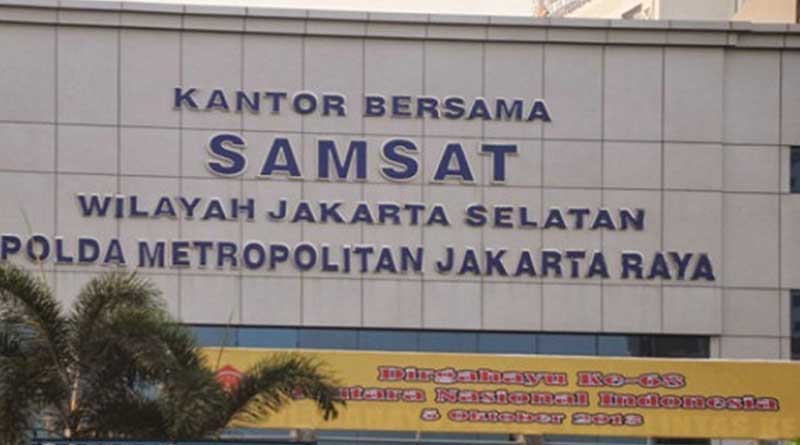 KANTOR BERSAMA
SAMSAT
WILAYAH JAKARTA SELATAN
POLDA METROPOLITAN JAKARTA RAYA
Dirgahayu Ke-68
Nasional Indonesia
5 Oktober 2013